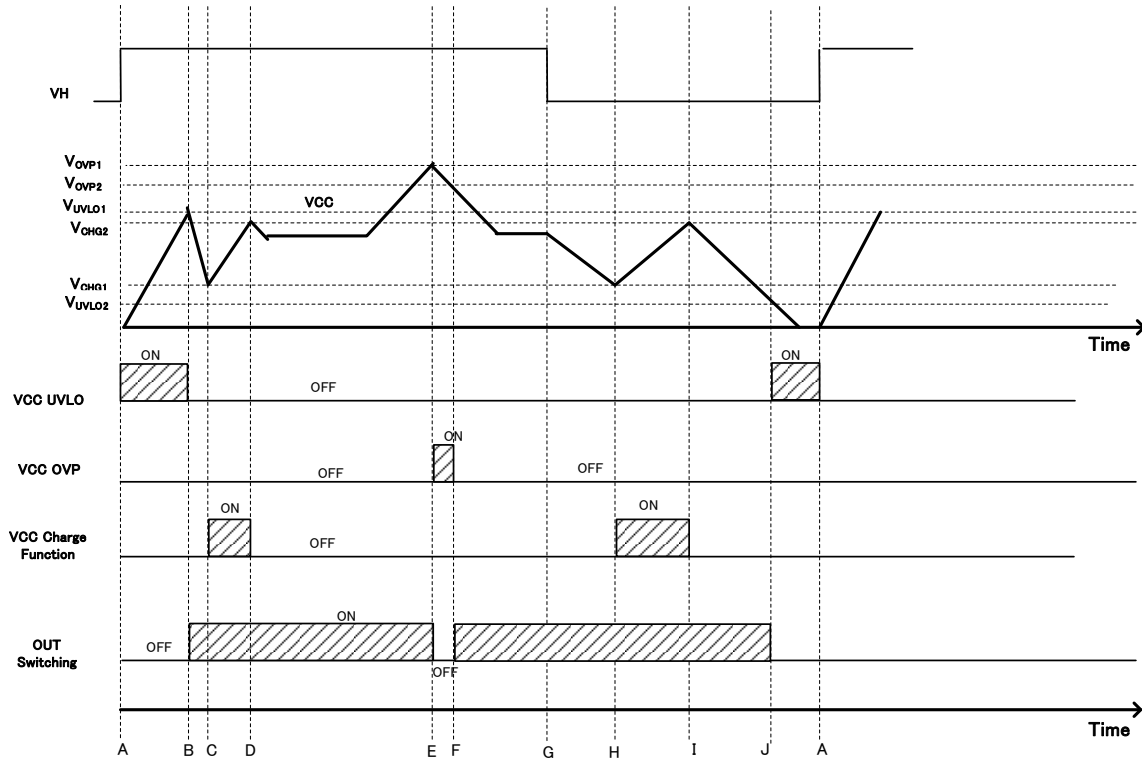 VH
VOVP1
VOVP2
VUVLO1
VCC
VCHG2
VCHG1
VUVLO2
Time
ON
ON
VCC UVLO
OFF
ON
VCC OVP
OFF
OFF
ON
ON
VCC Charge
Function
OFF
ON
OUT
Switching
OFF
OFF
Time
A B C D E F G H I J A